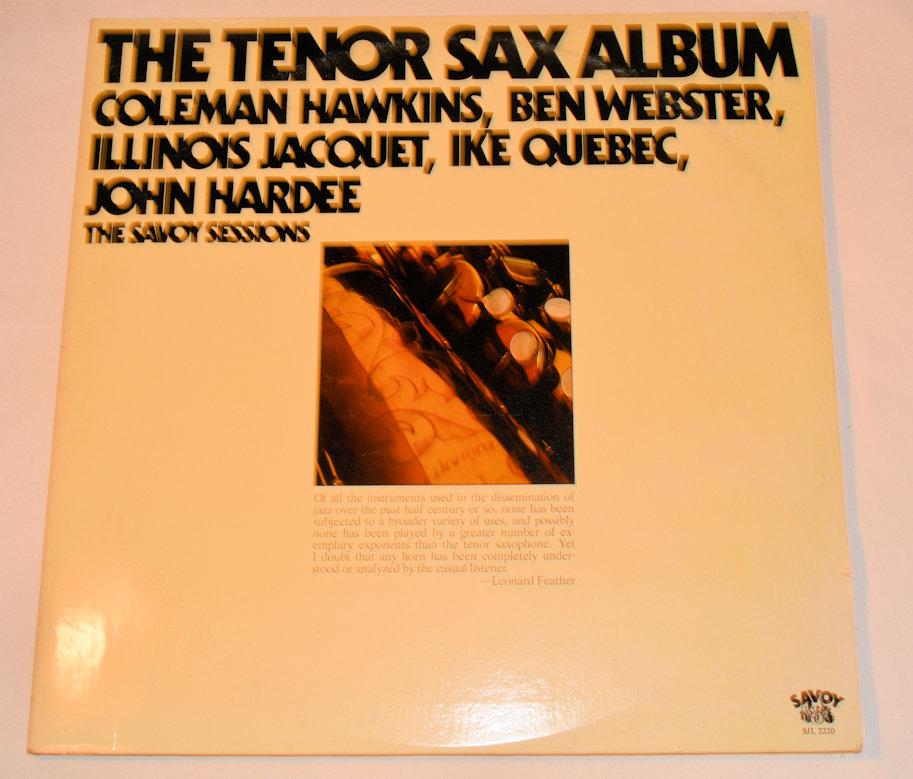 THE TENOR SAX ALBUM
COLEMAN HAWKINS, BEN WEBSTER,
ILLINOIS JACQUET, IKE QUEBEC,
JOHN HARDEE
THE SAVOY SESSIONS
Of all the instruments used in the dissemination of
jazz over the past half century or so, none has been
subjected to a broader variety of uses, and possibly
none has been played by a greater number of ex-
emplary exponents than the tenor saxophone. Yet
I doubt that any horn has been completely under-
stood or analyzed by the casual listener.
—Leonard Feather
SAVOY
SJL 2220